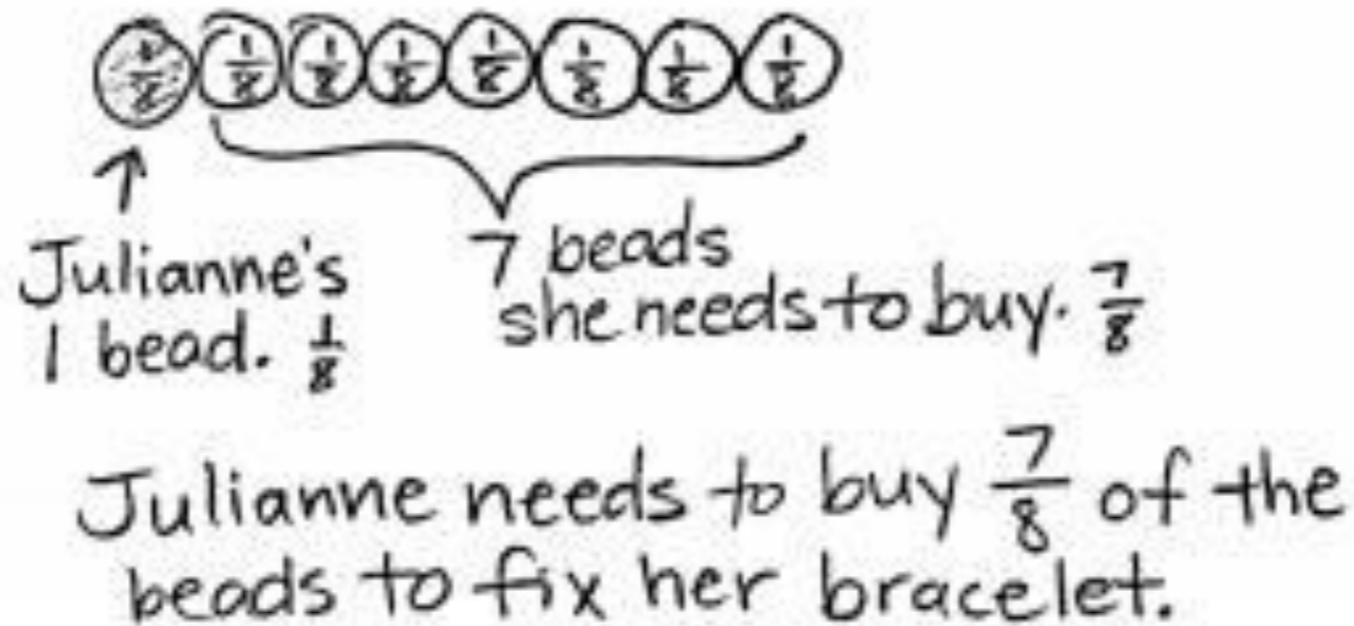 1/8 1/8 1/8 1/8 1/8 1/8 1/8 1/8
Julianne's
1 bead. 1/8
7 beads
she needs to buy. 7/8
Julianne needs to buy 7/8 of the
beads to fix her bracelet.